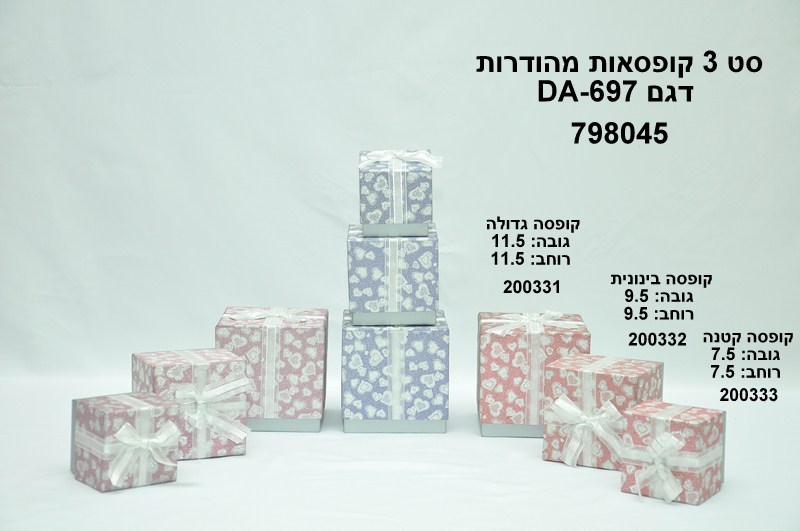 סט 3 קופסאות מהודרות
דגם DA-697
798045
קופסה גדולה
גובה: 11.5
רוחב: 11.5
200331
קופסה בינונית
גובה: 9.5
רוחב: 9.5
200332
קופסה קטנה
גובה: 7.5
רוחב: 7.5
200333